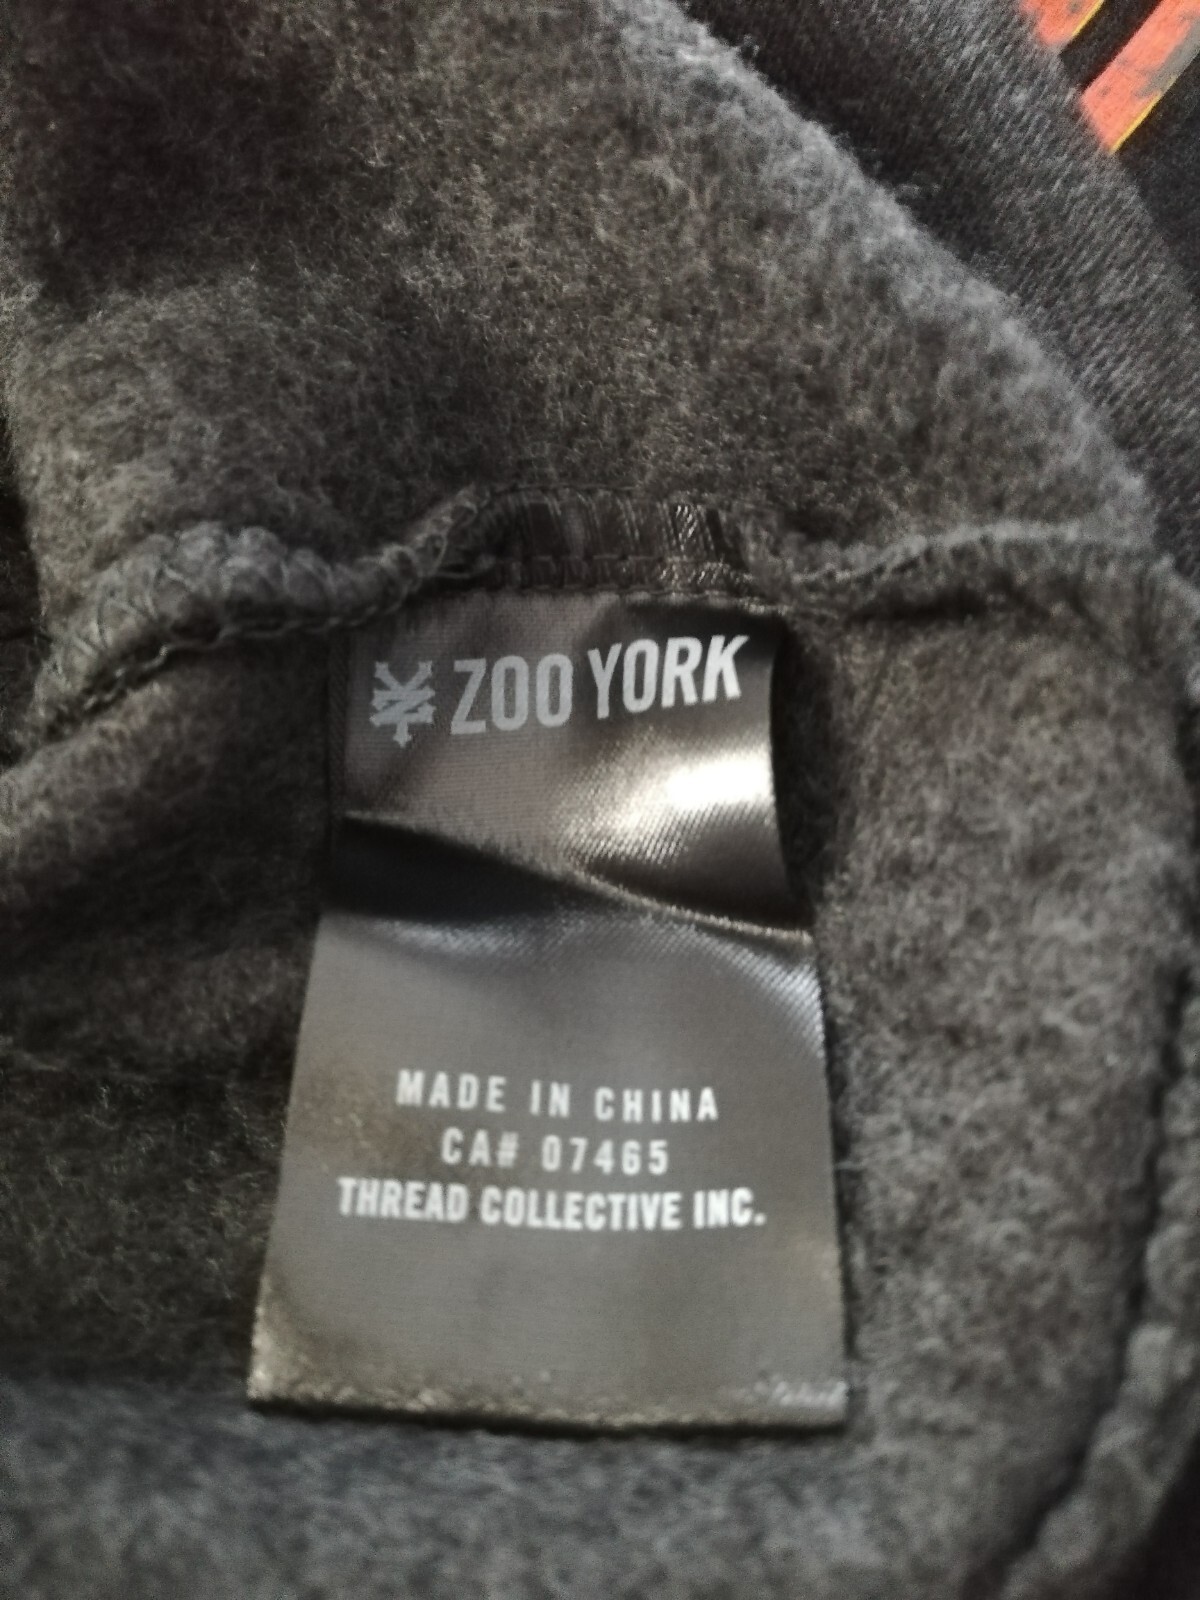 ZOO YORK
MADE IN CHINA
CA# 07465
THREAD COLLECTIVE INC.